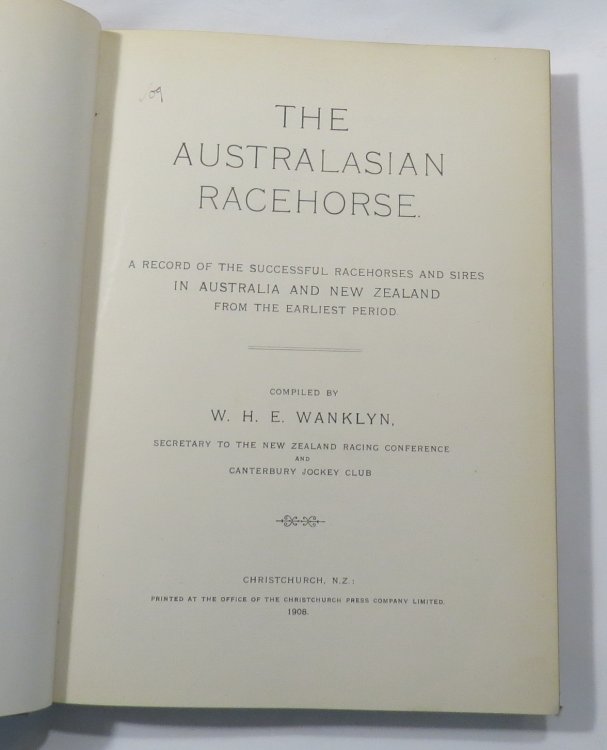 THE
AUSTRALASIAN
RACEHORSE.
A RECORD OF THE SUCCESSFUL RACEHORSES AND SIRES
IN AUSTRALIA AND NEW ZEALAND
FROM THE EARLIEST PERIOD.
COMPILED BY
W. H. E. WANKLYN,
SECRETARY TO THE NEW ZEALAND RACING CONFERENCE
AND
CANTERBURY JOCKEY CLUB
CHRISTCHURCH, N.Z:
PRINTED AT THE OFFICE OF THE CHRISTCHURCH PRESS COMPANY LIMITED.
1908.